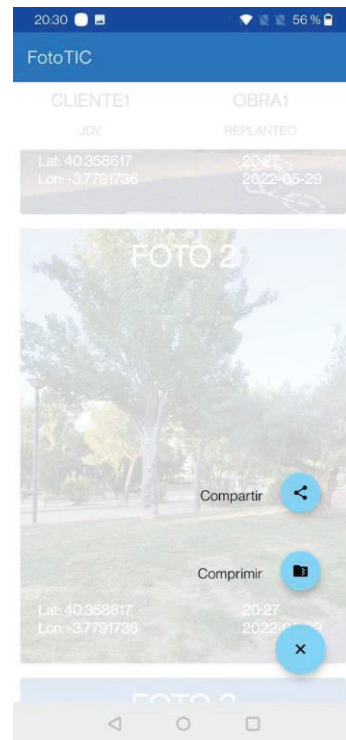 20:30 56 %
FotoTIC
CLIENTE1 OBRA1
JDV REPLANTEO
Lat: 40.358617 20:27
Lon: -3.7791736 2022-05-29
FOTO 2
Compartir
Comprimir
Lat: 40.358617 20:27
Lon: -3.7791736